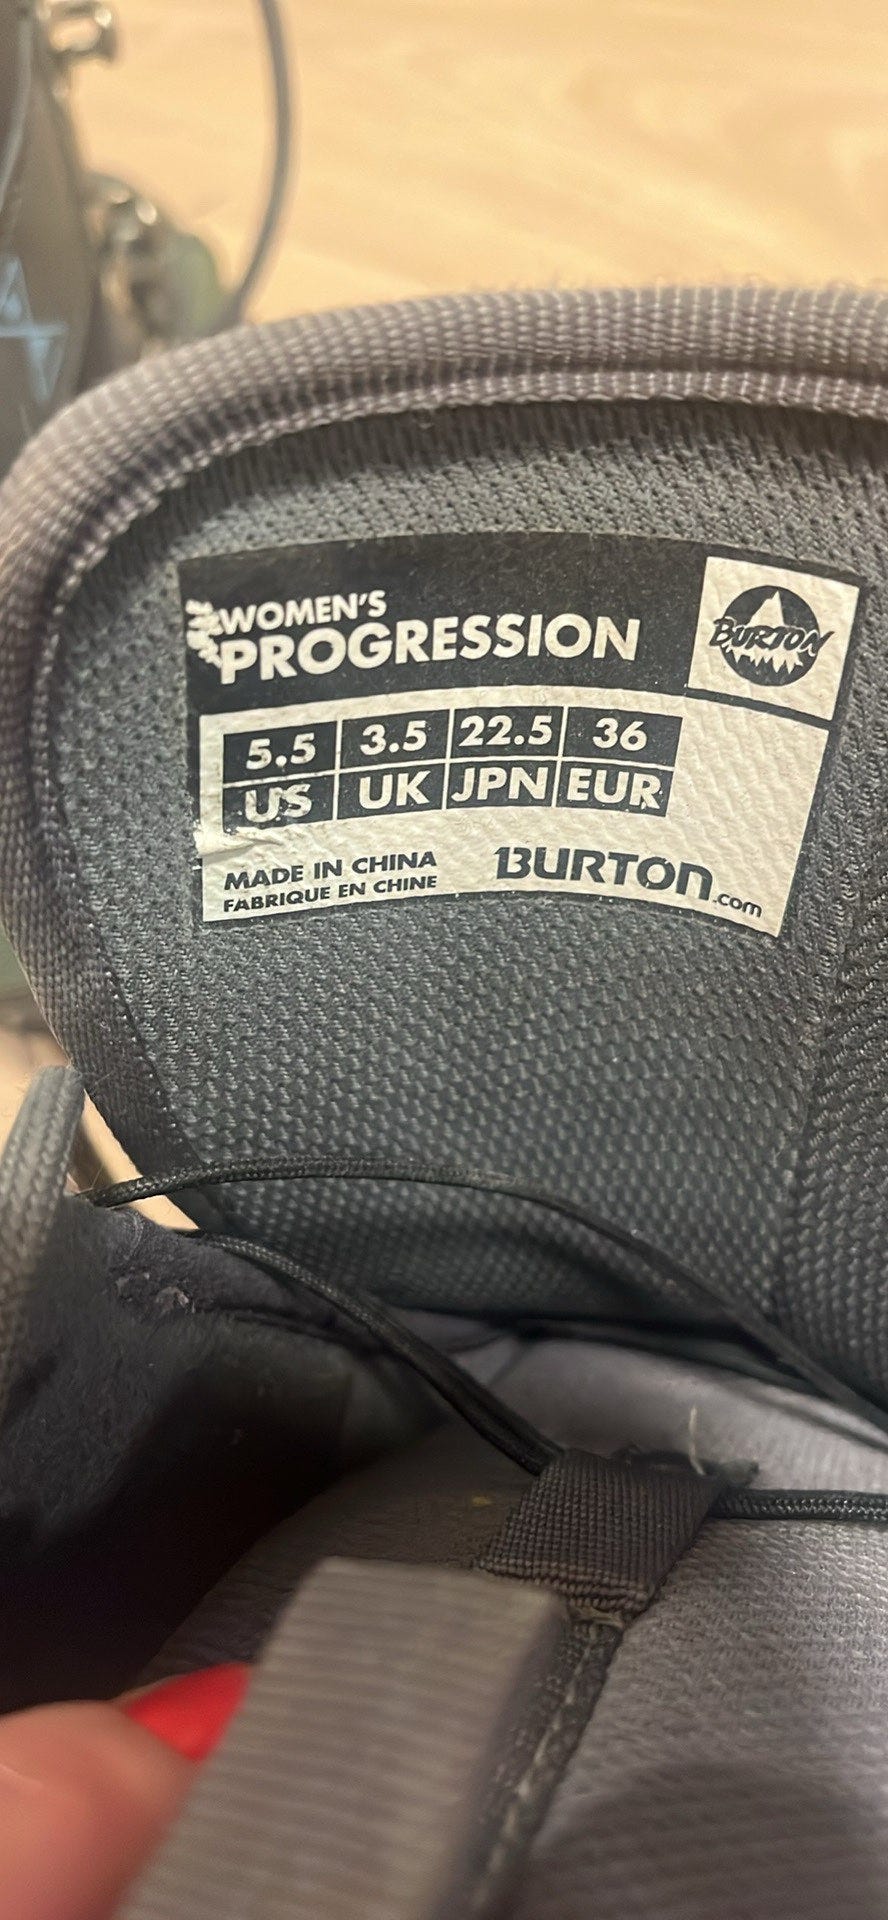 WOMEN'S
PROGRESSION
BURTON
5.5 3.5 22.5 36
US UK JPN EUR
MADE IN CHINA
FABRIQUE EN CHINE
BURTON.com